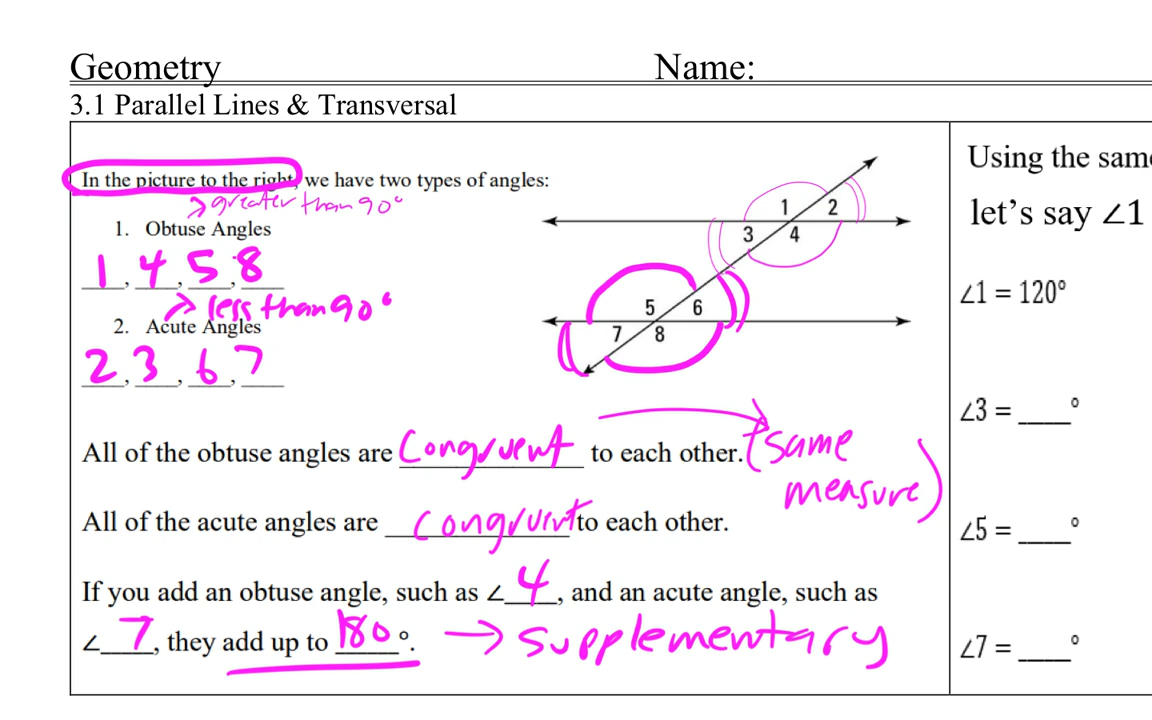 Geometry
Name:
3.1 Parallel Lines & Transversal
In the picture to the right, we have two types of angles:
greater than 90°
1. Obtuse Angles
1, 4, 5, 8
less than 90°
2. Acute Angles
2, 3, 6, 7
1 2
3 4
5 6
7 8
All of the obtuse angles are congruent to each other. (same
measure)
All of the acute angles are congruent to each other.
If you add an obtuse angle, such as ∠ 4, and an acute angle, such as
∠ 7, they add up to 180°. → supplementary
Using the sam
let’s say ∠1
∠1 = 120°
∠3 = ____°
∠5 = ____°
∠7 = ____°